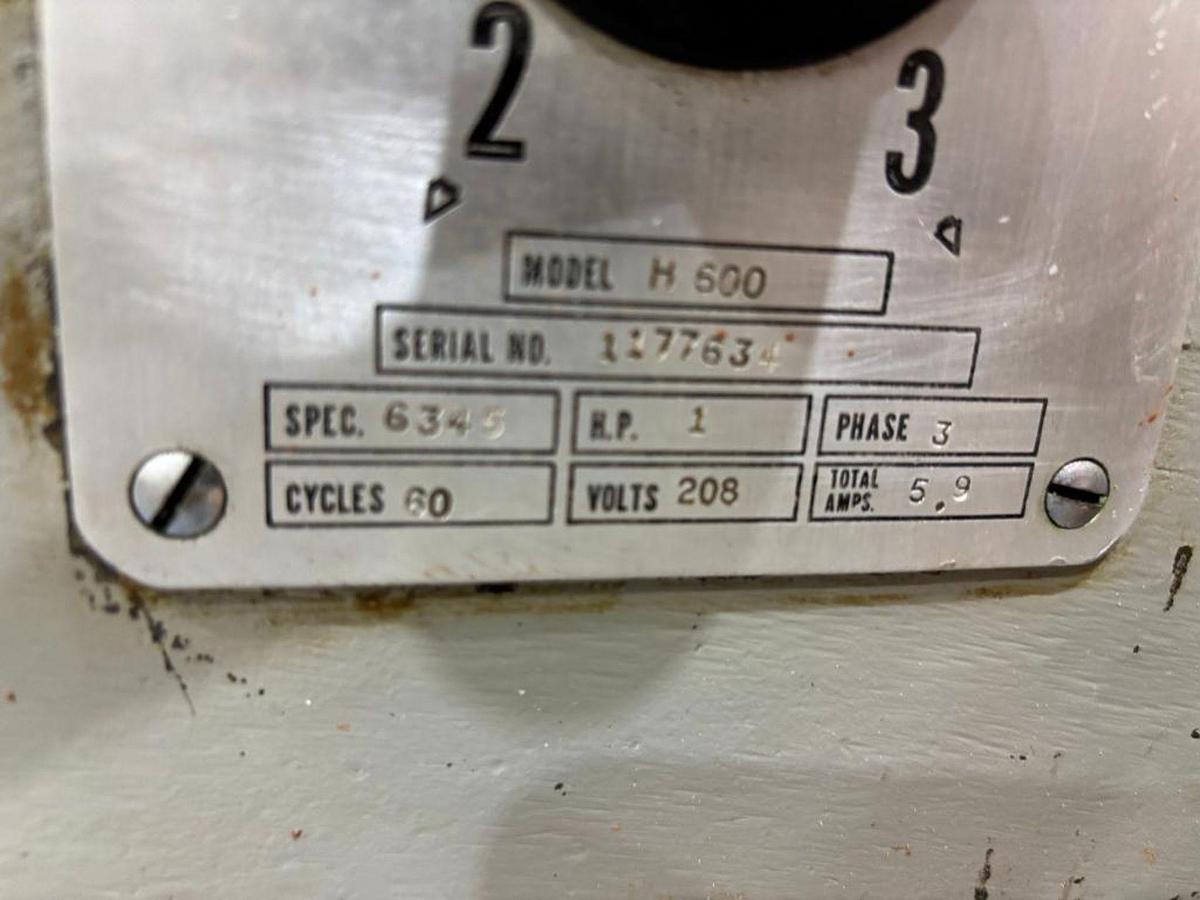 2 3
MODEL H 600
SERIAL NO. 1177634
SPEC. 6345 H.P. 1 PHASE 3
CYCLES 60 VOLTS 208 TOTAL AMPS. 5.9